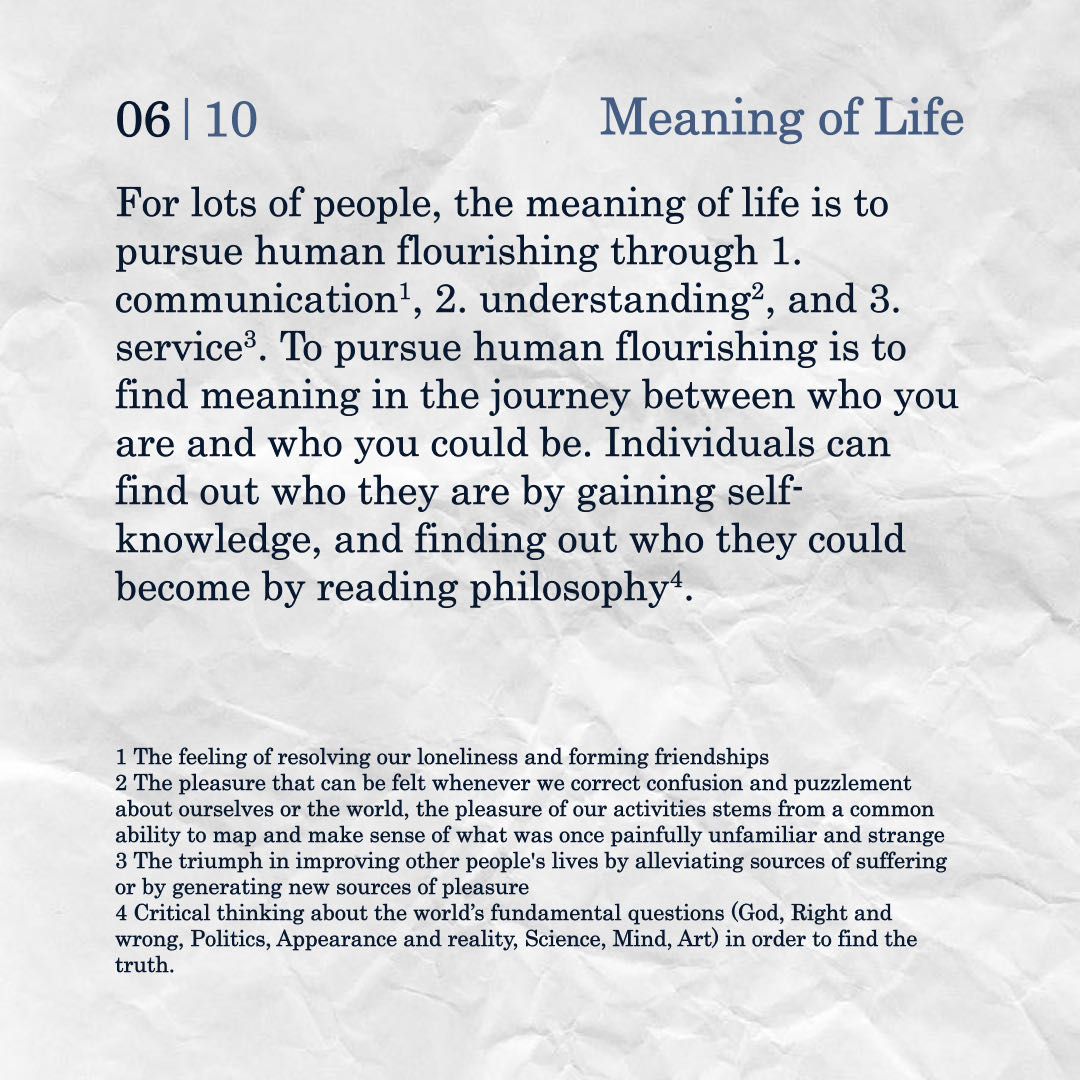 06 | 10
Meaning of Life
For lots of people, the meaning of life is to
pursue human flourishing through 1.
communication¹, 2. understanding², and 3.
service³. To pursue human flourishing is to
find meaning in the journey between who you
are and who you could be. Individuals can
find out who they are by gaining self-
knowledge, and finding out who they could
become by reading philosophy⁴.
1 The feeling of resolving our loneliness and forming friendships
2 The pleasure that can be felt whenever we correct confusion and puzzlement
about ourselves or the world, the pleasure of our activities stems from a common
ability to map and make sense of what was once painfully unfamiliar and strange
3 The triumph in improving other people's lives by alleviating sources of suffering
or by generating new sources of pleasure
4 Critical thinking about the world’s fundamental questions (God, Right and
wrong, Politics, Appearance and reality, Science, Mind, Art) in order to find the
truth.